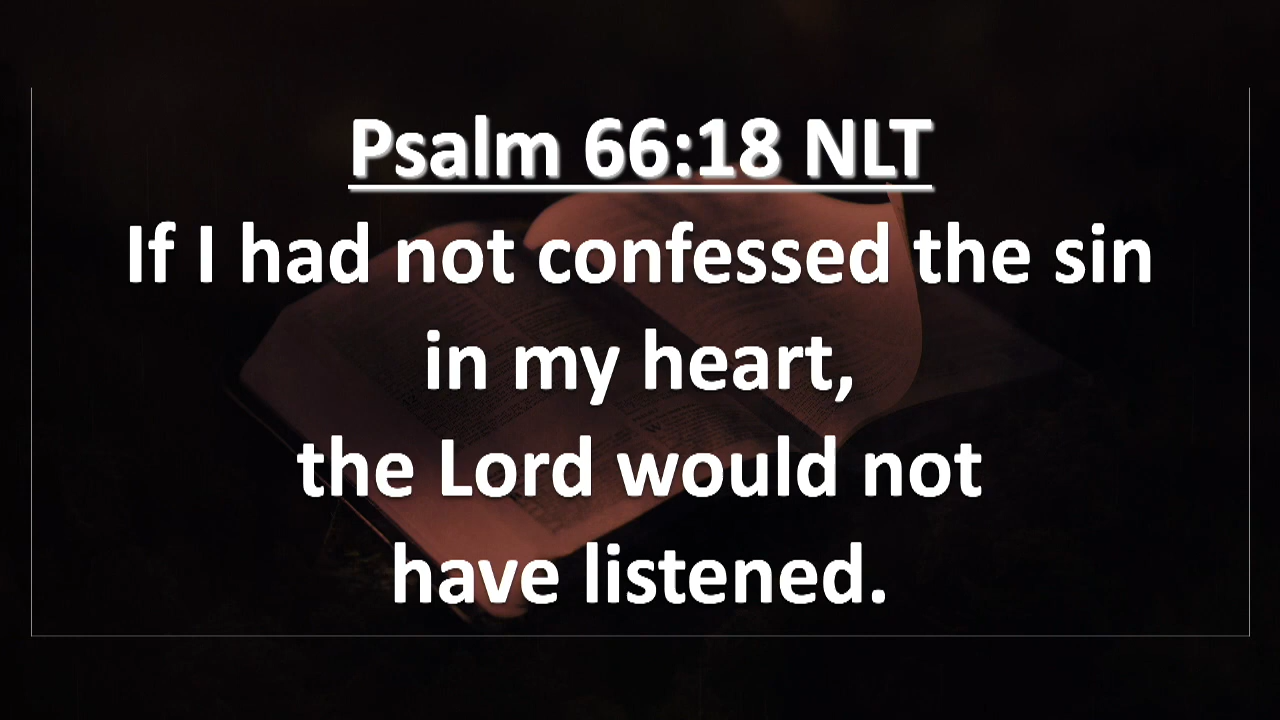 Psalm 66:18 NLT
If I had not confessed the sin
in my heart,
the Lord would not
have listened.